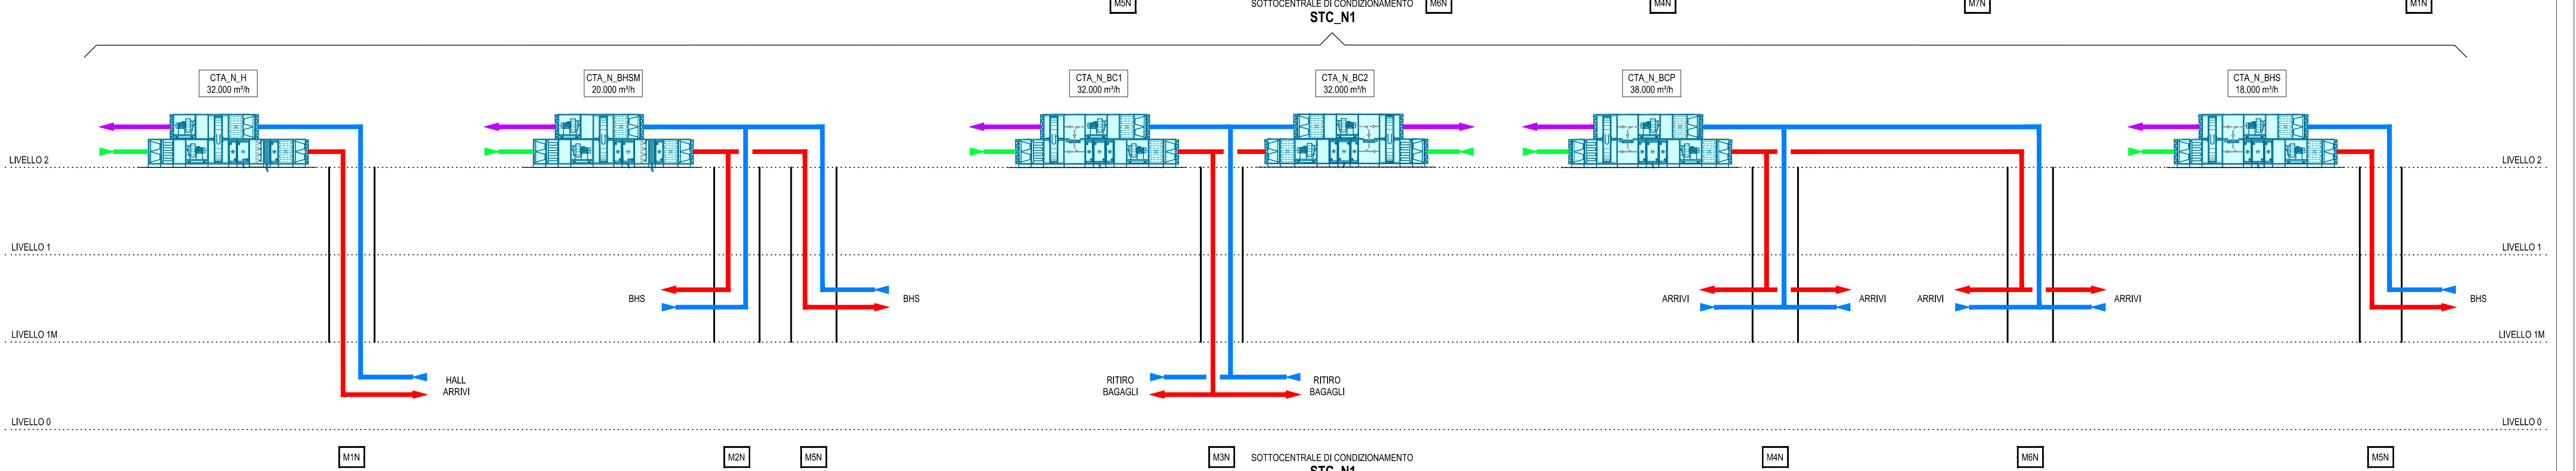 M5N
SOTTOCENTRALE DI CONDIZIONAMENTO
M6N
M4N
M7N
M1N
STC_N1
CTA_N_H
32.000 m³/h
CTA_N_BHSM
20.000 m³/h
CTA_N_BC1
32.000 m³/h
CTA_N_BC2
32.000 m³/h
CTA_N_BCP
38.000 m³/h
CTA_N_BHS
18.000 m³/h
LIVELLO 2
LIVELLO 2
LIVELLO 1
LIVELLO 1
BHS
BHS
ARRIVI
ARRIVI
ARRIVI
ARRIVI
BHS
LIVELLO 1M
LIVELLO 1M
HALL
ARRIVI
RITIRO
BAGAGLI
RITIRO
BAGAGLI
LIVELLO 0
LIVELLO 0
M1N
M2N
M5N
M3N
SOTTOCENTRALE DI CONDIZIONAMENTO
M4N
M6N
M5N
STC_N1